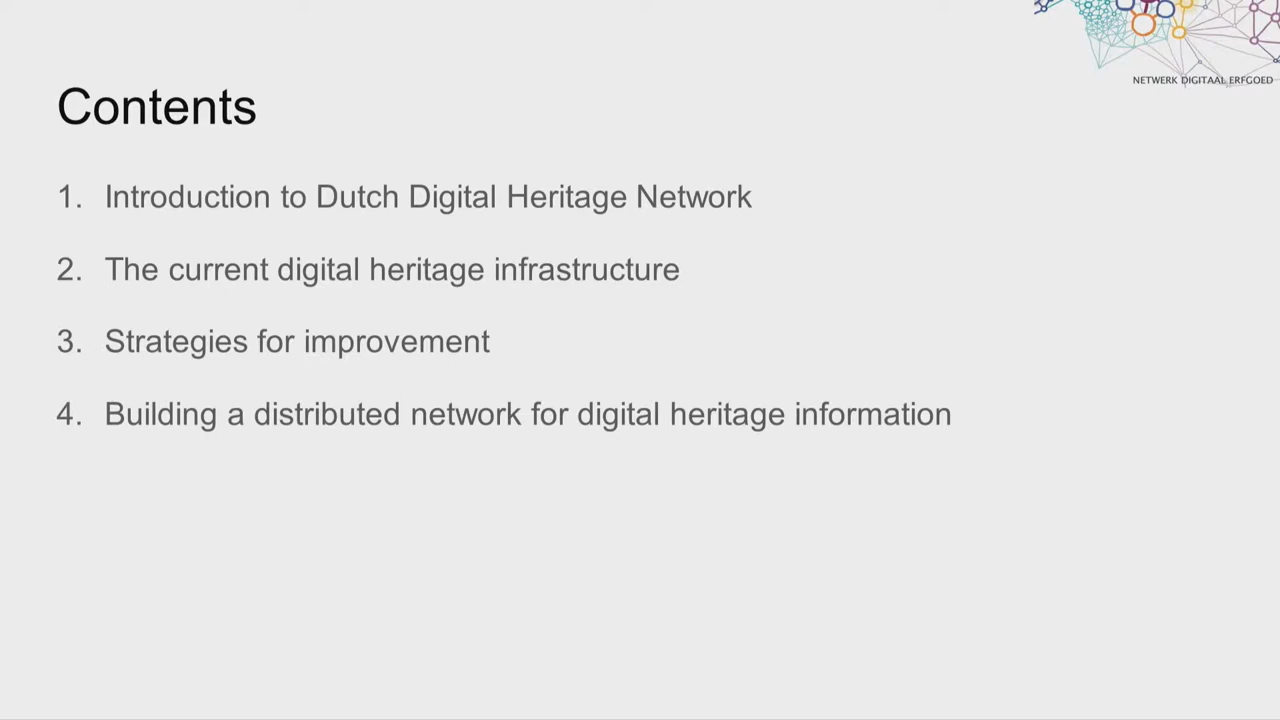 NETWERK DIGITAAL ERFGOED
Contents
1. Introduction to Dutch Digital Heritage Network
2. The current digital heritage infrastructure
3. Strategies for improvement
4. Building a distributed network for digital heritage information